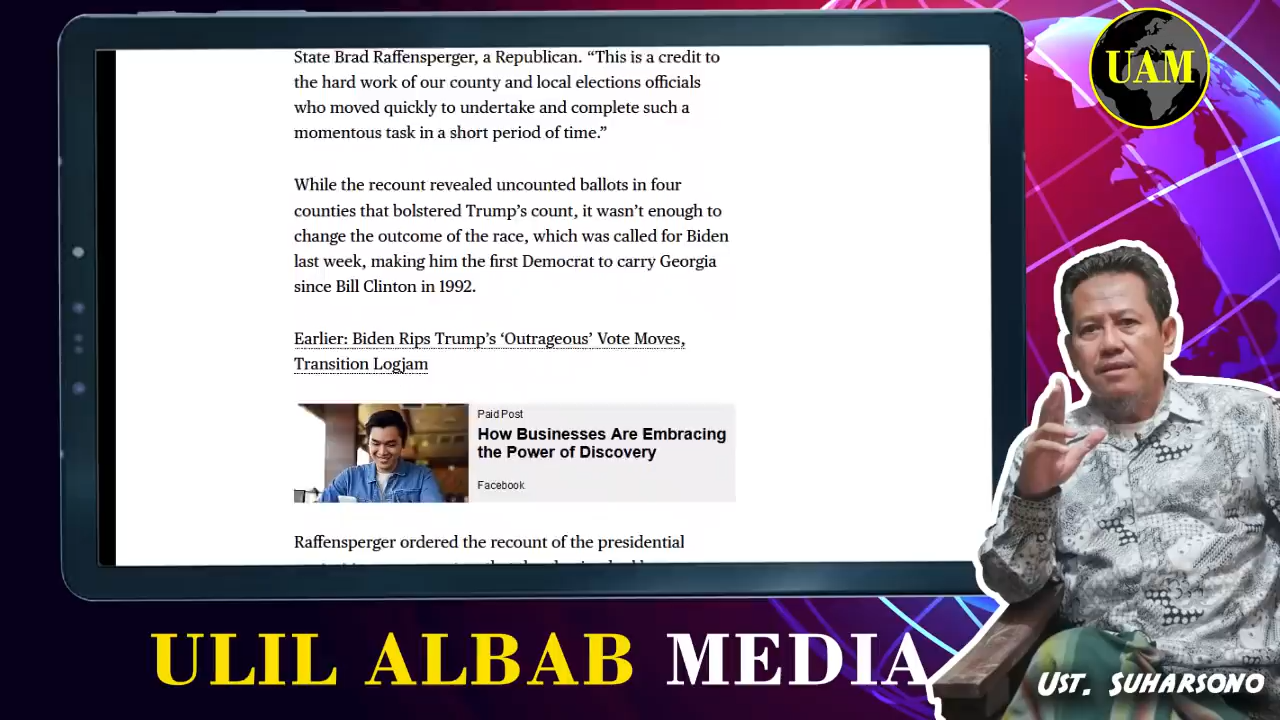 State Brad Raffensperger, a Republican. “This is a credit to
the hard work of our county and local elections officials
who moved quickly to undertake and complete such a
momentous task in a short period of time.”
While the recount revealed uncounted ballots in four
counties that bolstered Trump’s count, it wasn’t enough to
change the outcome of the race, which was called for Biden
last week, making him the first Democrat to carry Georgia
since Bill Clinton in 1992.
Earlier: Biden Rips Trump’s ‘Outrageous’ Vote Moves,
Transition Logjam
Paid Post
How Businesses Are Embracing
the Power of Discovery
Facebook
Raffensperger ordered the recount of the presidential
UAM
ULIL ALBAB MEDIA
UST. SUHARSONO